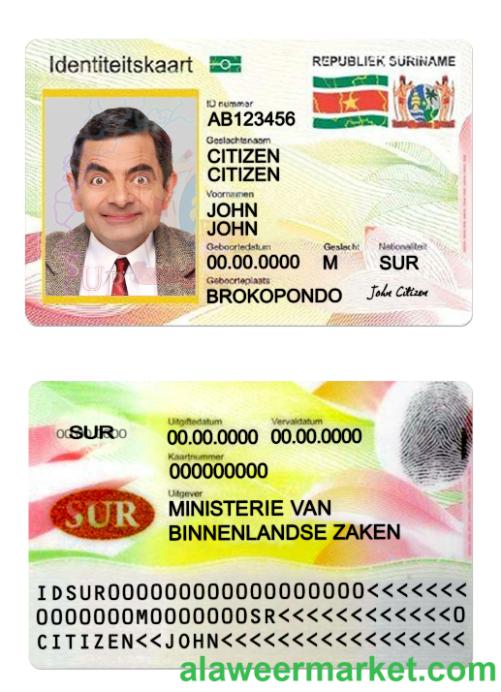 Identiteitskaart
REPUBLIEK SURINAME
ID nummer
AB123456
Geslachtsnaam
CITIZEN
CITIZEN
Voornamen
JOHN
JOHN
Geboortedatum Geslacht Nationaliteit
00.00.0000 M SUR
Geboorteplaats
BROKOPONDO John Citizen
SUR
Uitgiftedatum Vervaldatum
00.00.0000 00.00.0000
Kaartnummer
000000000
Uitgever
SUR
MINISTERIE VAN
BINNENLANDSE ZAKEN
IDSUR000000000000000000<<<<<<<
0000000M0000000SR<<<<<<<<<<<<0
CITIZEN<<JOHN<<<<<<<<<<<<<<<<<
alaweermarket.com